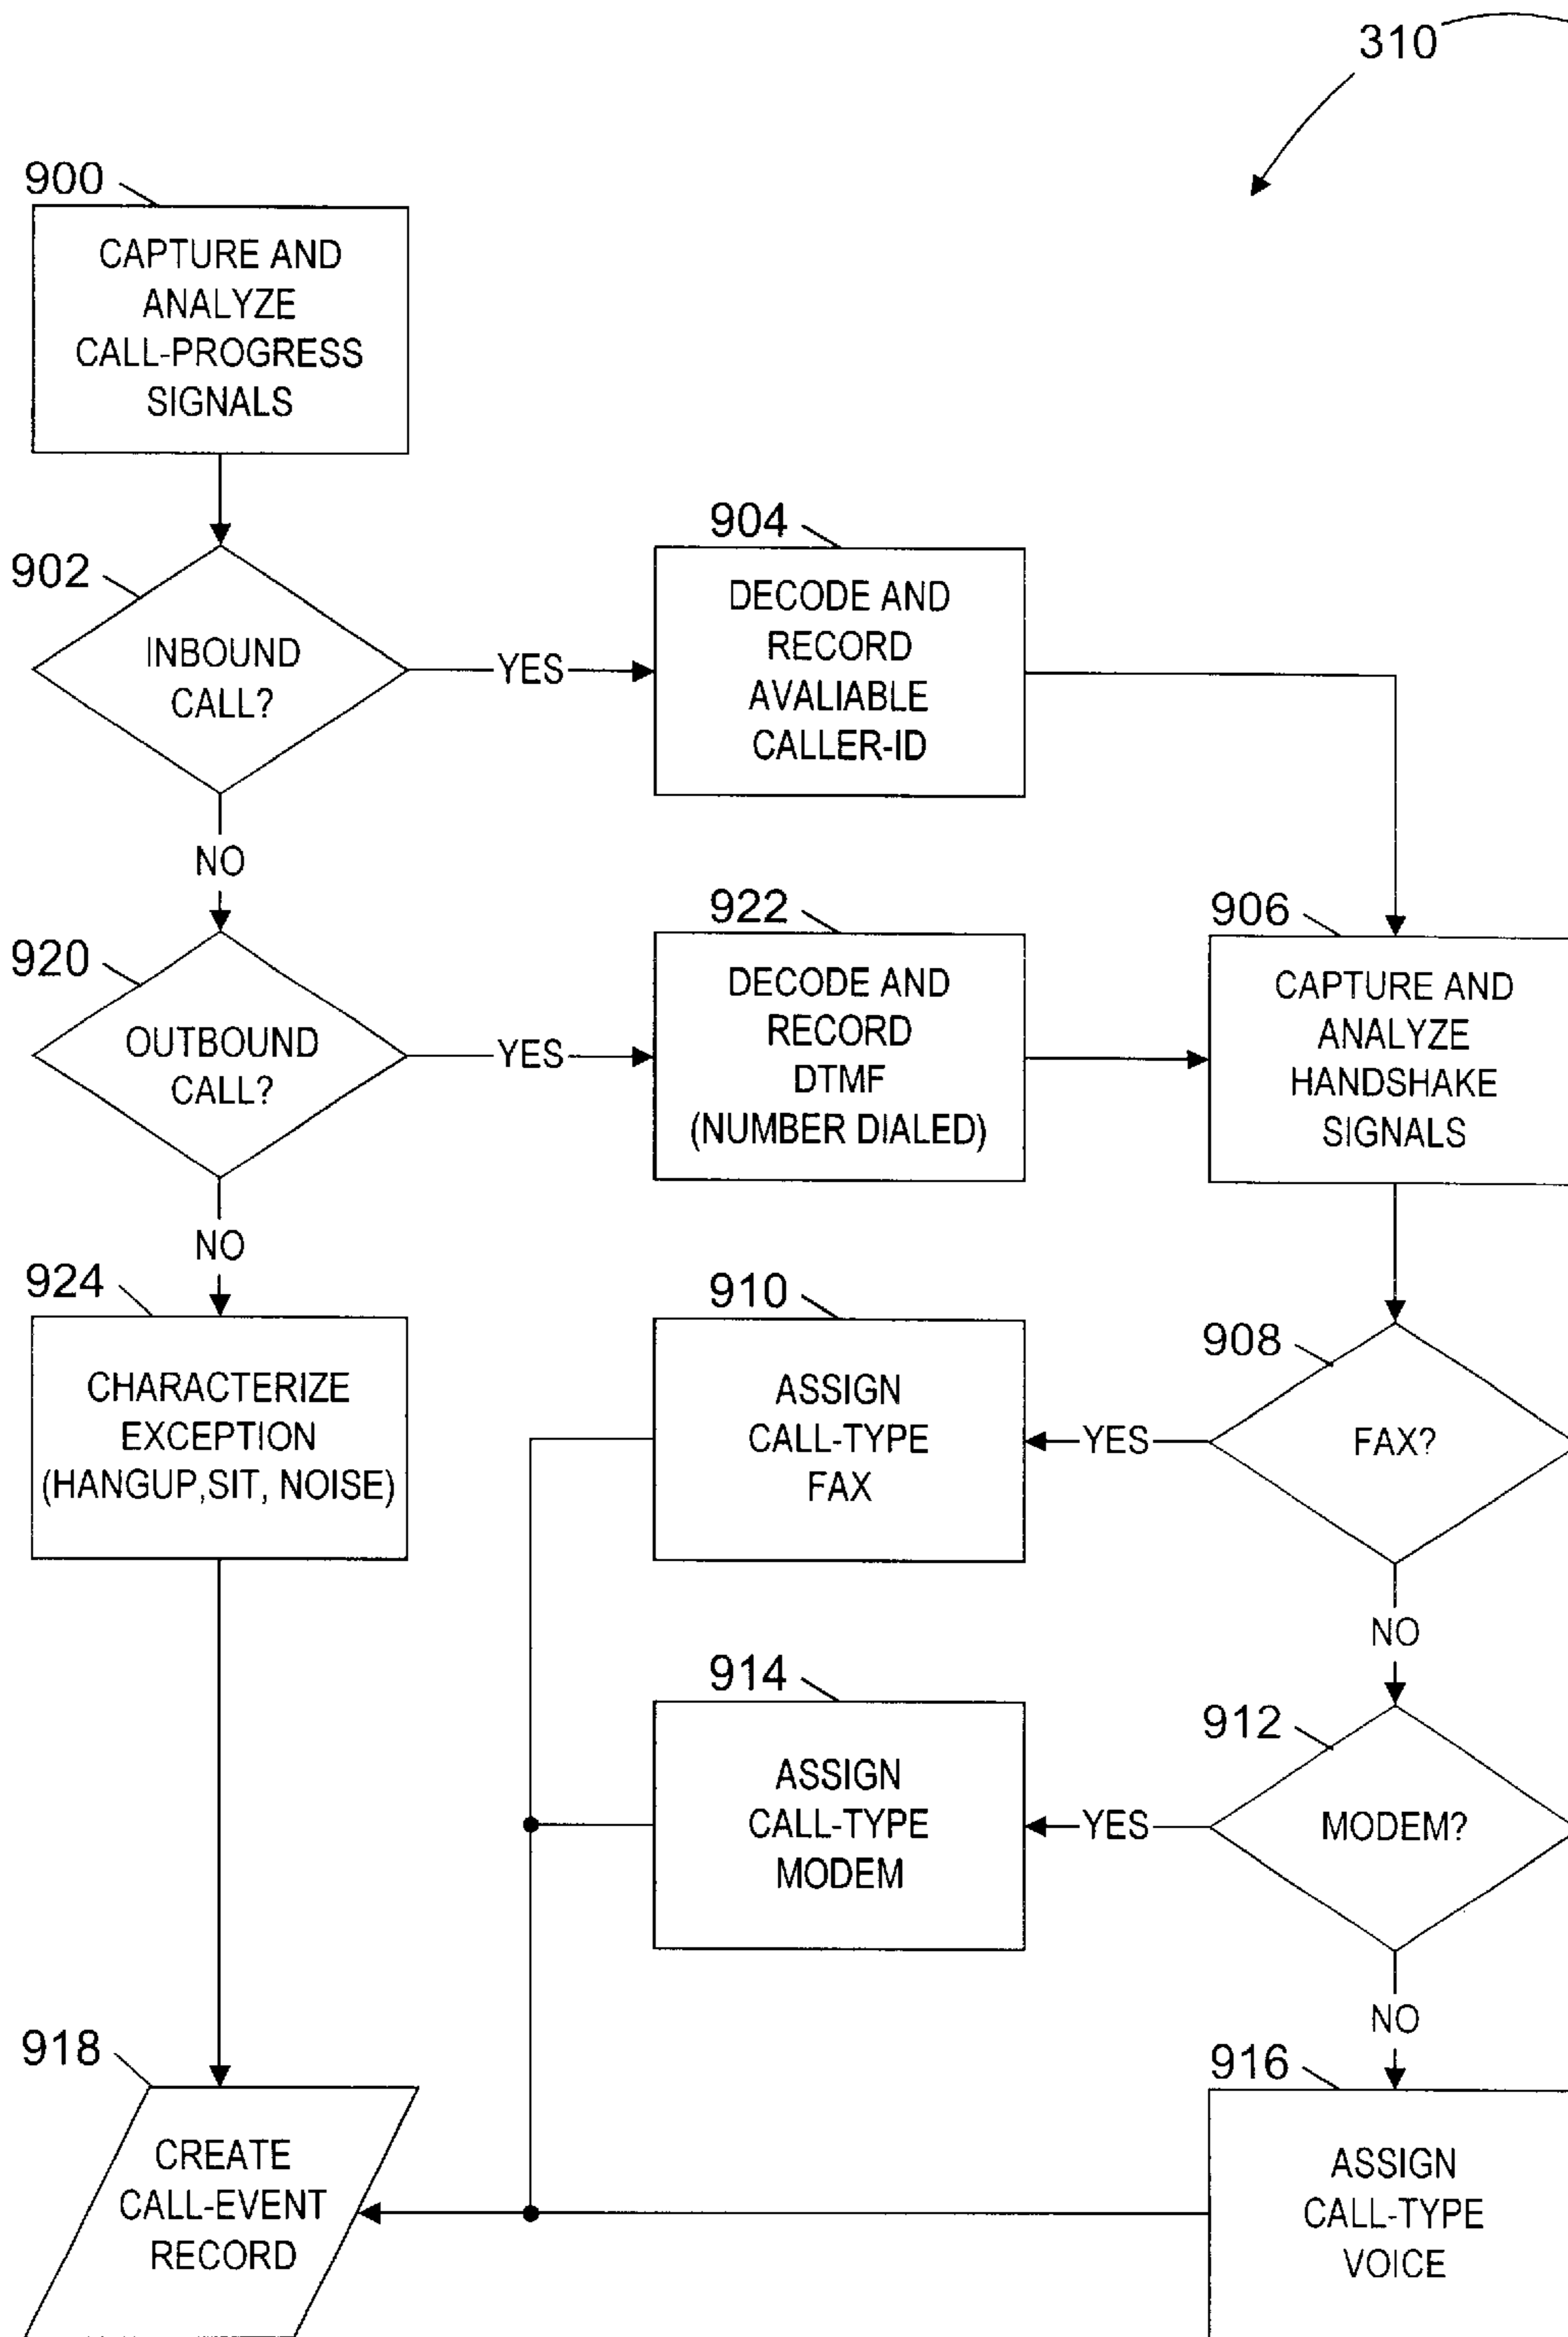 310
900
CAPTURE AND
ANALYZE
CALL-PROGRESS
SIGNALS
902
INBOUND
CALL?
YES
904
DECODE AND
RECORD
AVALIABLE
CALLER-ID
NO
920
OUTBOUND
CALL?
YES
922
DECODE AND
RECORD
DTMF
(NUMBER DIALED)
906
CAPTURE AND
ANALYZE
HANDSHAKE
SIGNALS
NO
924
CHARACTERIZE
EXCEPTION
(HANGUP,SIT, NOISE)
910
ASSIGN
CALL-TYPE
FAX
YES
908
FAX?
NO
914
ASSIGN
CALL-TYPE
MODEM
YES
912
MODEM?
NO
918
CREATE
CALL-EVENT
RECORD
916
ASSIGN
CALL-TYPE
VOICE